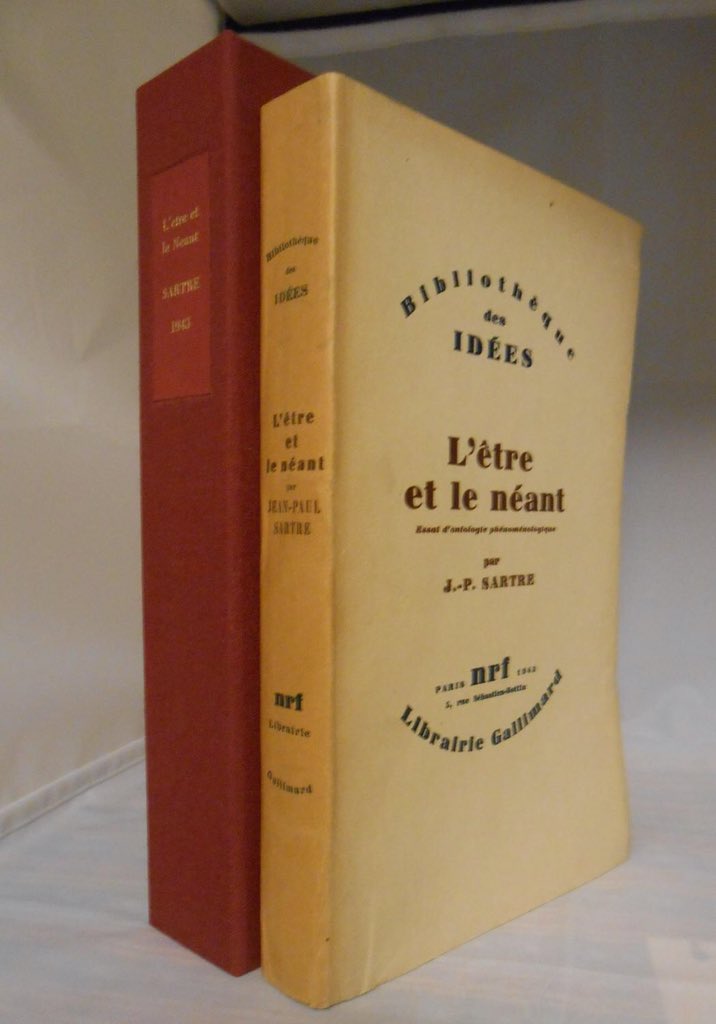 L'être et
le Neant
SARTRE
1943
Bibliothèque
des
IDÉES
L'être
et
le néant
par
JEAN-PAUL
SARTRE
nrf
Librairie
Gallimard
Bibliothèque
des
IDÉES
L'être
et le néant
Essai d'ontologie phénoménologique
par
J.-P. SARTRE
PARIS nrf 1943
5, rue Sébastien-Bottin
Librairie Gallimard